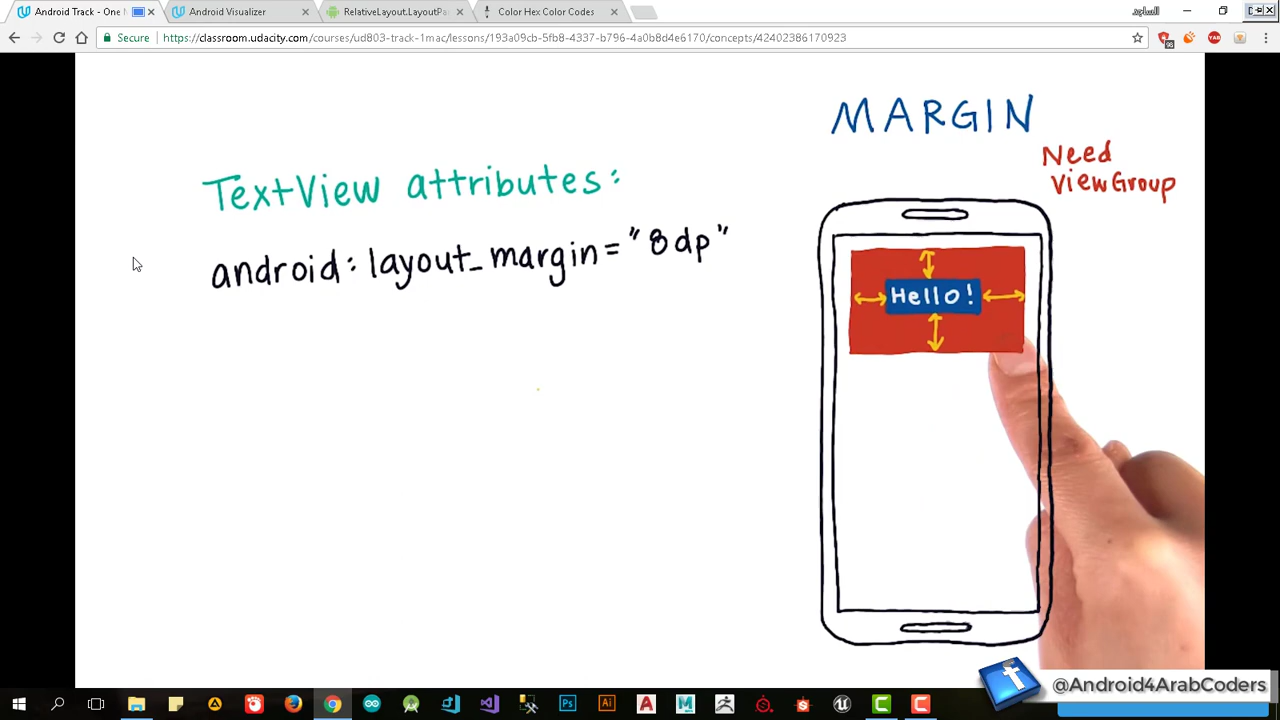 Android Track - One M
Android Visualizer
RelativeLayout.LayoutPa
Color Hex Color Codes
Secure
https://classroom.udacity.com/courses/ud803-track-1mac/lessons/193a09cb-5fb8-4337-b796-4a0b8d4e6170/concepts/42402386170923
MARGIN
Need
ViewGroup
TextView attributes:
android:layout_margin="8dp"
Hello!
@Android4ArabCoders